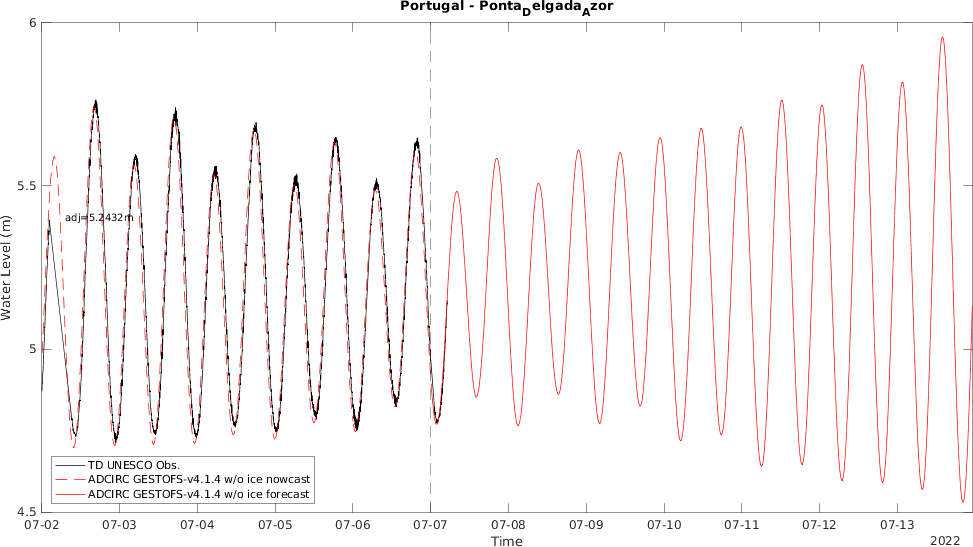 Portugal - PontaDelgadaAzor
6
5.5
5
4.5
Water Level (m)
adj=5.2432m
TD UNESCO Obs.
ADCIRC GESTOFS-v4.1.4 w/o ice nowcast
ADCIRC GESTOFS-v4.1.4 w/o ice forecast
07-02 07-03 07-04 07-05 07-06 07-07 07-08 07-09 07-10 07-11 07-12 07-13
Time
2022